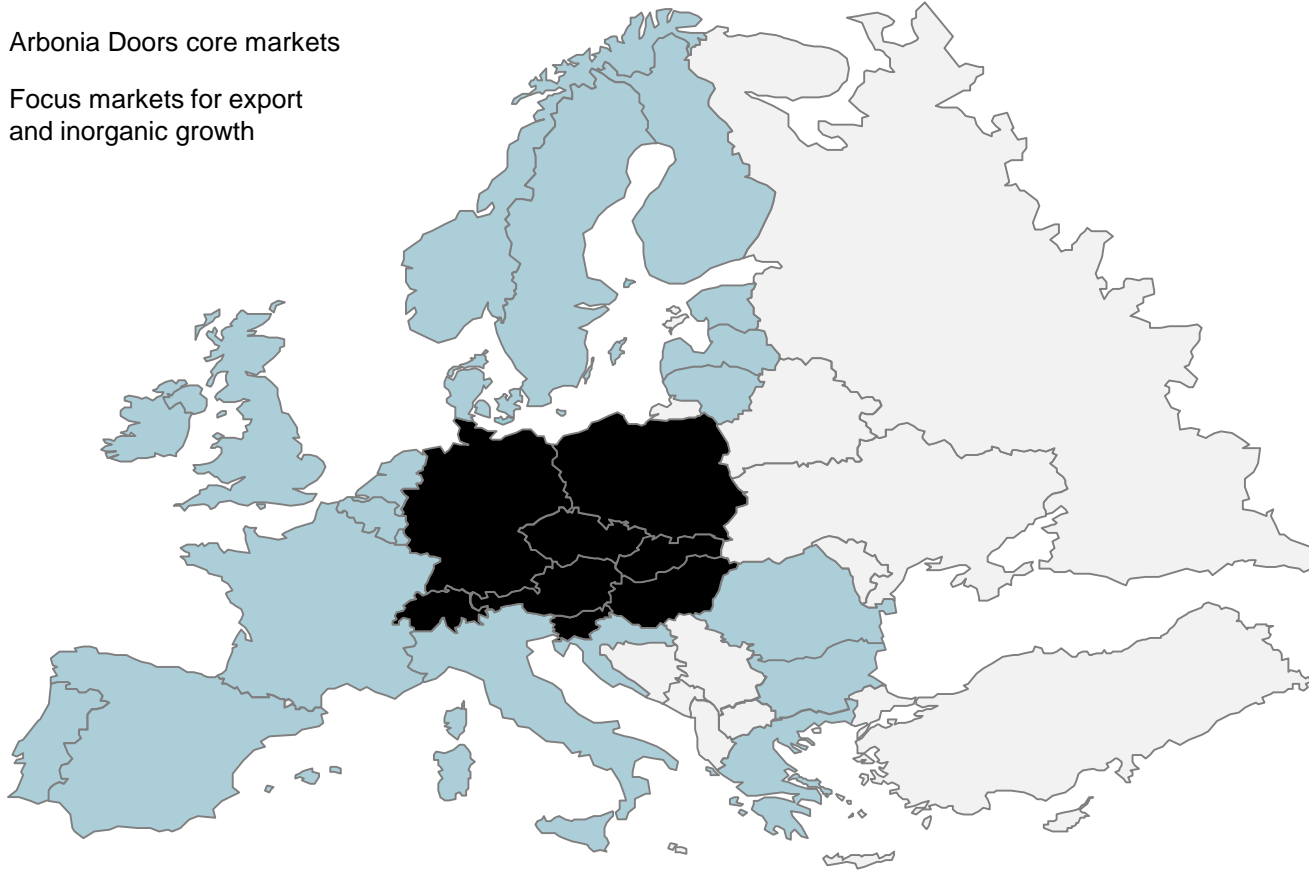 Arbonia Doors core markets
Focus markets for export
and inorganic growth